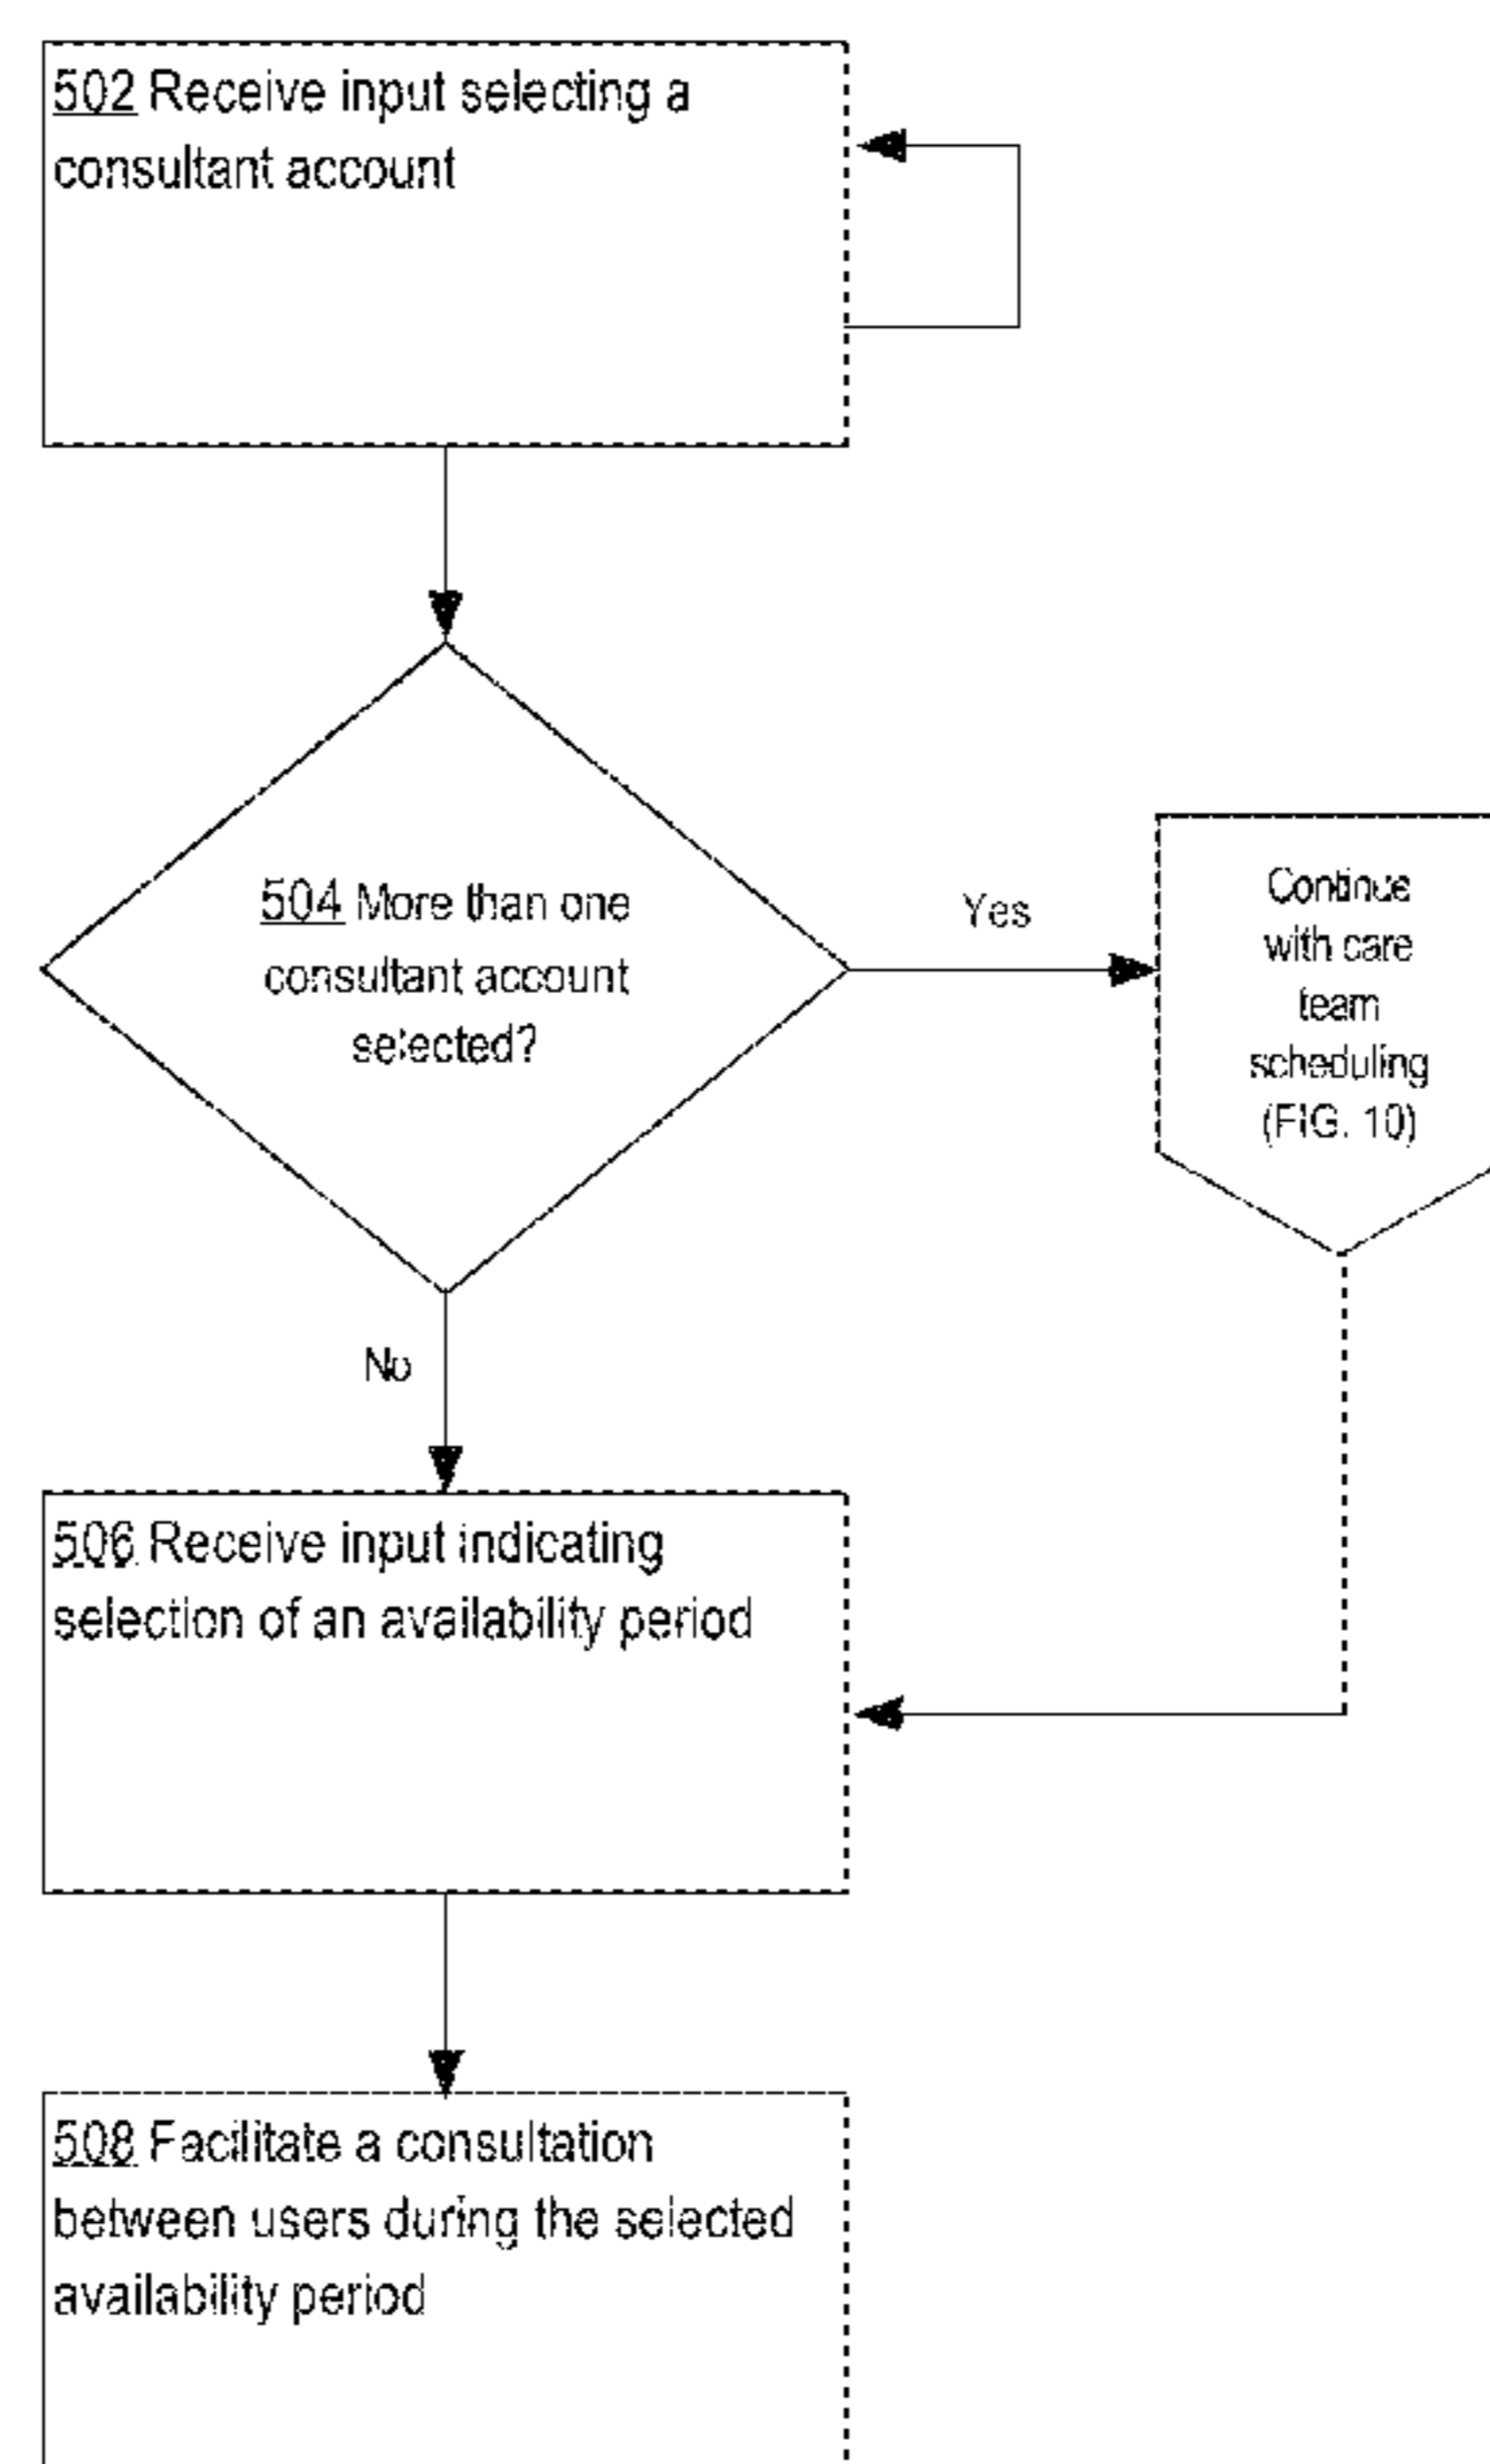 502 Receive input selecting a
consultant account
504 More than one
consultant account
selected?
Yes
Continue
with care
team
scheduling
(FIG. 10)
No
506 Receive input indicating
selection of an availability period
508 Facilitate a consultation
between users during the selected
availability period